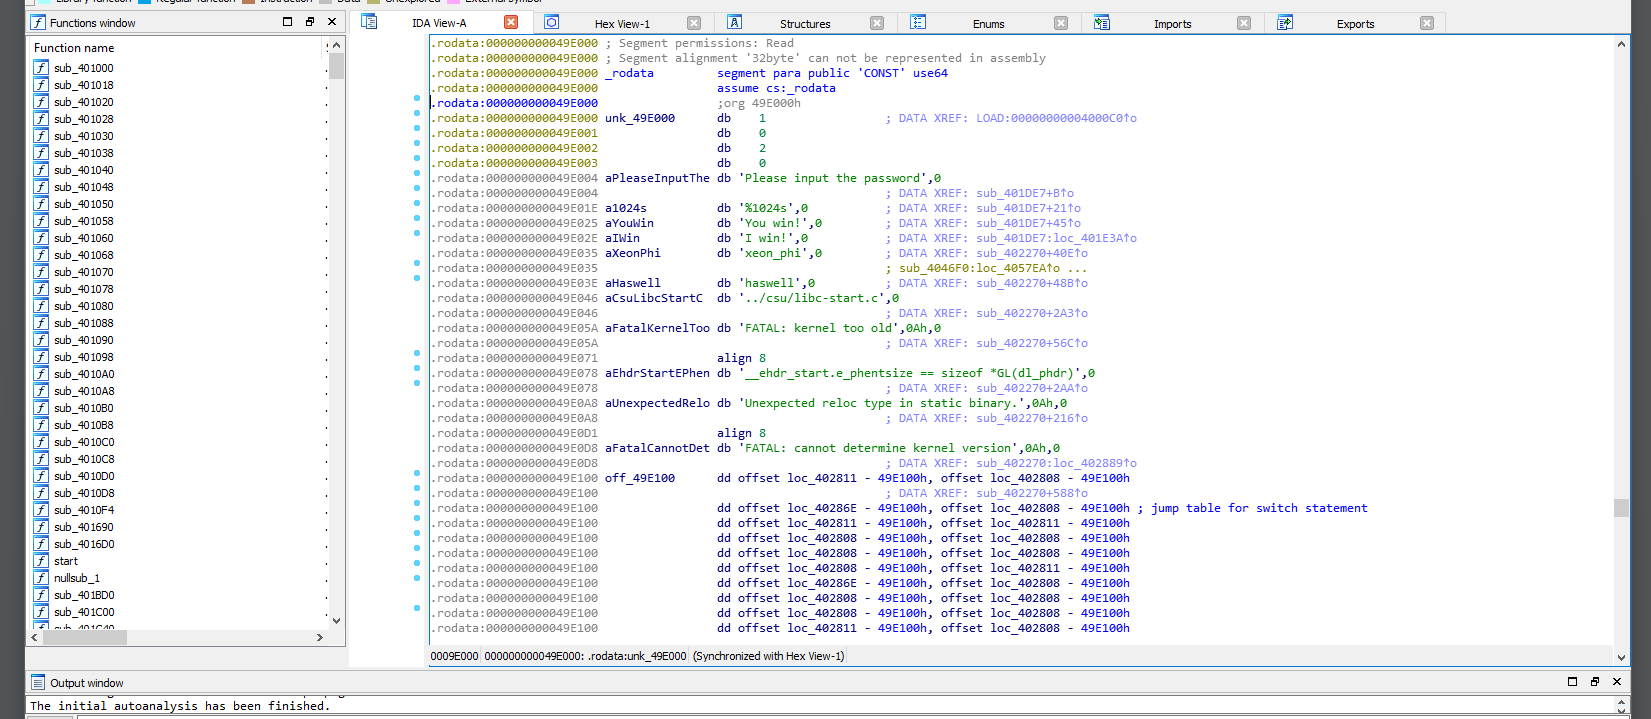 Library function Regular function Instruction Data Unexplored External symbol
Functions window
Function name
sub_401000
sub_401018
sub_401020
sub_401028
sub_401030
sub_401038
sub_401040
sub_401048
sub_401050
sub_401058
sub_401060
sub_401068
sub_401070
sub_401078
sub_401080
sub_401088
sub_401090
sub_401098
sub_4010A0
sub_4010A8
sub_4010B0
sub_4010B8
sub_4010C0
sub_4010C8
sub_4010D0
sub_4010D8
sub_4010F4
sub_401690
sub_4016D0
start
nullsub_1
sub_401BD0
sub_401C00
sub_401C40
IDA View-A Hex View-1 Structures Enums Imports Exports
.rodata:000000000049E000 ; Segment permissions: Read
.rodata:000000000049E000 ; Segment alignment '32byte' can not be represented in assembly
.rodata:000000000049E000 _rodata segment para public 'CONST' use64
.rodata:000000000049E000 assume cs:_rodata
.rodata:000000000049E000 ;org 49E000h
.rodata:000000000049E000 unk_49E000 db 1 ; DATA XREF: LOAD:00000000004000C0↑o
.rodata:000000000049E001 db 0
.rodata:000000000049E002 db 2
.rodata:000000000049E003 db 0
.rodata:000000000049E004 aPleaseInputThe db 'Please input the password',0
.rodata:000000000049E004 ; DATA XREF: sub_401DE7+B↑o
.rodata:000000000049E01E a1024s db '%1024s',0 ; DATA XREF: sub_401DE7+21↑o
.rodata:000000000049E025 aYouWin db 'You win!',0 ; DATA XREF: sub_401DE7+45↑o
.rodata:000000000049E02E aIWin db 'I win!',0 ; DATA XREF: sub_401DE7:loc_401E3A↑o
.rodata:000000000049E035 aXeonPhi db 'xeon_phi',0 ; DATA XREF: sub_402270+40E↑o
.rodata:000000000049E035 ; sub_4046F0:loc_4057EA↑o ...
.rodata:000000000049E03E aHaswell db 'haswell',0 ; DATA XREF: sub_402270+48B↑o
.rodata:000000000049E046 aCsuLibcStartC db '../csu/libc-start.c',0
.rodata:000000000049E046 ; DATA XREF: sub_402270+2A3↑o
.rodata:000000000049E05A aFatalKernelToo db 'FATAL: kernel too old',0Ah,0
.rodata:000000000049E05A ; DATA XREF: sub_402270+56C↑o
.rodata:000000000049E071 align 8
.rodata:000000000049E078 aEhdrStartEPhen db '__ehdr_start.e_phentsize == sizeof *GL(dl_phdr)',0
.rodata:000000000049E078 ; DATA XREF: sub_402270+2AA↑o
.rodata:000000000049E0A8 aUnexpectedRelo db 'Unexpected reloc type in static binary.',0Ah,0
.rodata:000000000049E0A8 ; DATA XREF: sub_402270+216↑o
.rodata:000000000049E0D1 align 8
.rodata:000000000049E0D8 aFatalCannotDet db 'FATAL: cannot determine kernel version',0Ah,0
.rodata:000000000049E0D8 ; DATA XREF: sub_402270:loc_402889↑o
.rodata:000000000049E100 off_49E100 dd offset loc_402811 - 49E100h, offset loc_402808 - 49E100h
.rodata:000000000049E100 ; DATA XREF: sub_402270+588↑o
.rodata:000000000049E100 dd offset loc_40286E - 49E100h, offset loc_402808 - 49E100h ; jump table for switch statement
.rodata:000000000049E100 dd offset loc_402811 - 49E100h, offset loc_402811 - 49E100h
.rodata:000000000049E100 dd offset loc_402808 - 49E100h, offset loc_402808 - 49E100h
.rodata:000000000049E100 dd offset loc_402808 - 49E100h, offset loc_402808 - 49E100h
.rodata:000000000049E100 dd offset loc_402808 - 49E100h, offset loc_402811 - 49E100h
.rodata:000000000049E100 dd offset loc_40286E - 49E100h, offset loc_402808 - 49E100h
.rodata:000000000049E100 dd offset loc_402808 - 49E100h, offset loc_402808 - 49E100h
.rodata:000000000049E100 dd offset loc_402808 - 49E100h, offset loc_402808 - 49E100h
.rodata:000000000049E100 dd offset loc_402811 - 49E100h, offset loc_402808 - 49E100h
0009E000 000000000049E000: .rodata:unk_49E000 (Synchronized with Hex View-1)
Output window
The initial autoanalysis has been finished.